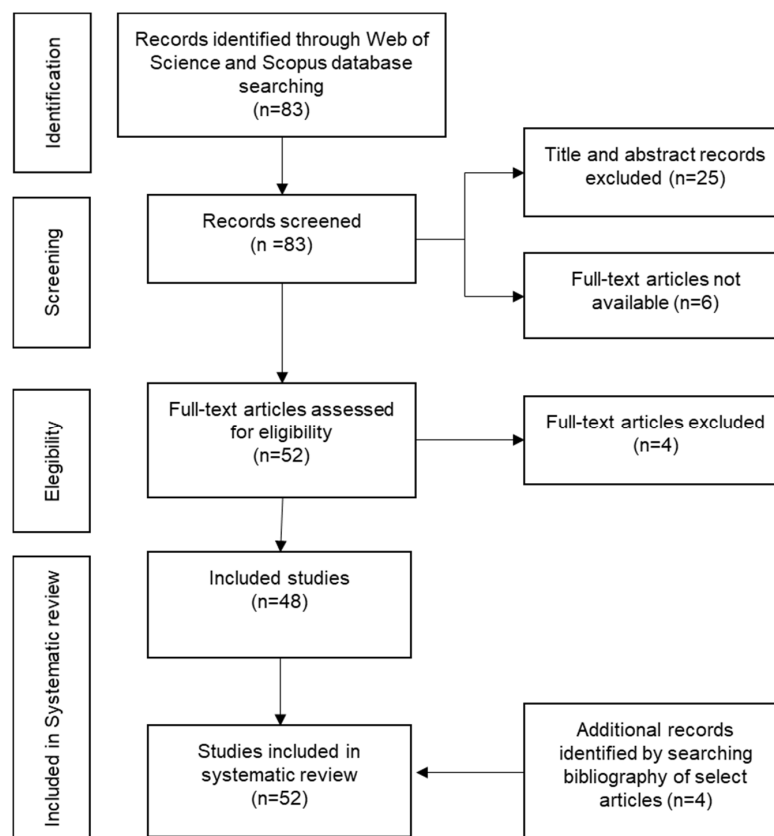 Identification
Records identified through Web of
Science and Scopus database
searching
(n=83)
Title and abstract records
excluded (n=25)
Screening
Records screened
(n =83)
Full-text articles not
available (n=6)
Elegibility
Full-text articles assessed
for eligibility
(n=52)
Full-text articles excluded
(n=4)
Included in Systematic review
Included studies
(n=48)
Studies included in
systematic review
(n=52)
Additional records
identified by searching
bibliography of select
articles (n=4)